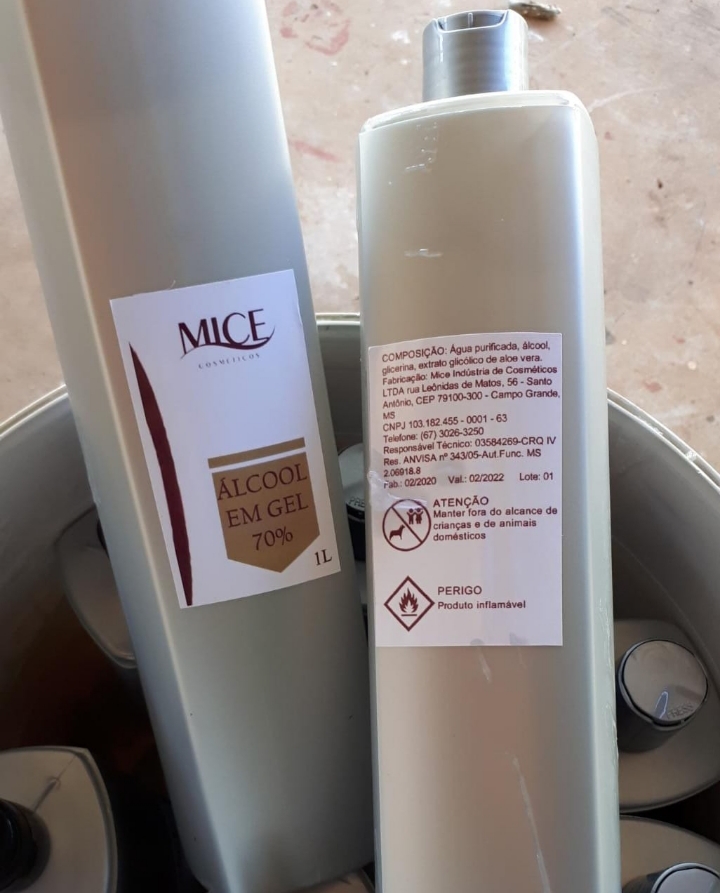 MICE
COSMÉTICOS
ÁLCOOL
EM GEL
70%
1L
COMPOSIÇÃO: Água purificada, álcool,
glicerina, extrato glicólico de aloe vera.
Fabricação: Mice Indústria de Cosméticos
LTDA rua Leônidas de Matos, 56 - Santo
Antônio, CEP 79100-300 - Campo Grande,
MS
CNPJ 103.182.455 - 0001 - 63
Telefone: (67) 3026-3250
Responsável Técnico: 03584269-CRQ IV
Res. ANVISA nº 343/05-Aut.Func. MS
2.06918.8
Fab.: 02/2020 Val.: 02/2022 Lote: 01
ATENÇÃO
Manter fora do alcance de
crianças e de animais
domésticos
PERIGO
Produto inflamável